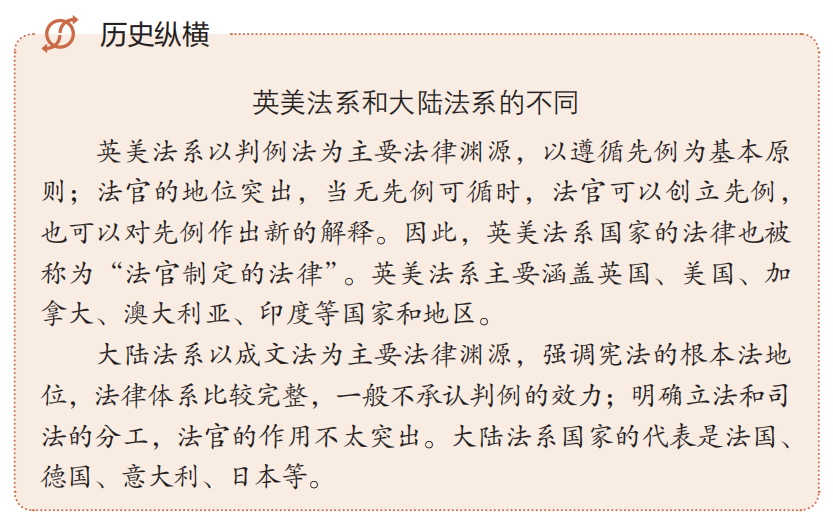 历史纵横
英美法系和大陆法系的不同
英美法系以判例法为主要法律渊源，以遵循先例为基本原
则；法官的地位突出，当无先例可循时，法官可以创立先例，
也可以对先例作出新的解释。因此，英美法系国家的法律也被
称为“法官制定的法律”。英美法系主要涵盖英国、美国、加
拿大、澳大利亚、印度等国家和地区。
大陆法系以成文法为主要法律渊源，强调宪法的根本法地
位，法律体系比较完整，一般不承认判例的效力；明确立法和司
法的分工，法官的作用不太突出。大陆法系国家的代表是法国、
德国、意大利、日本等。